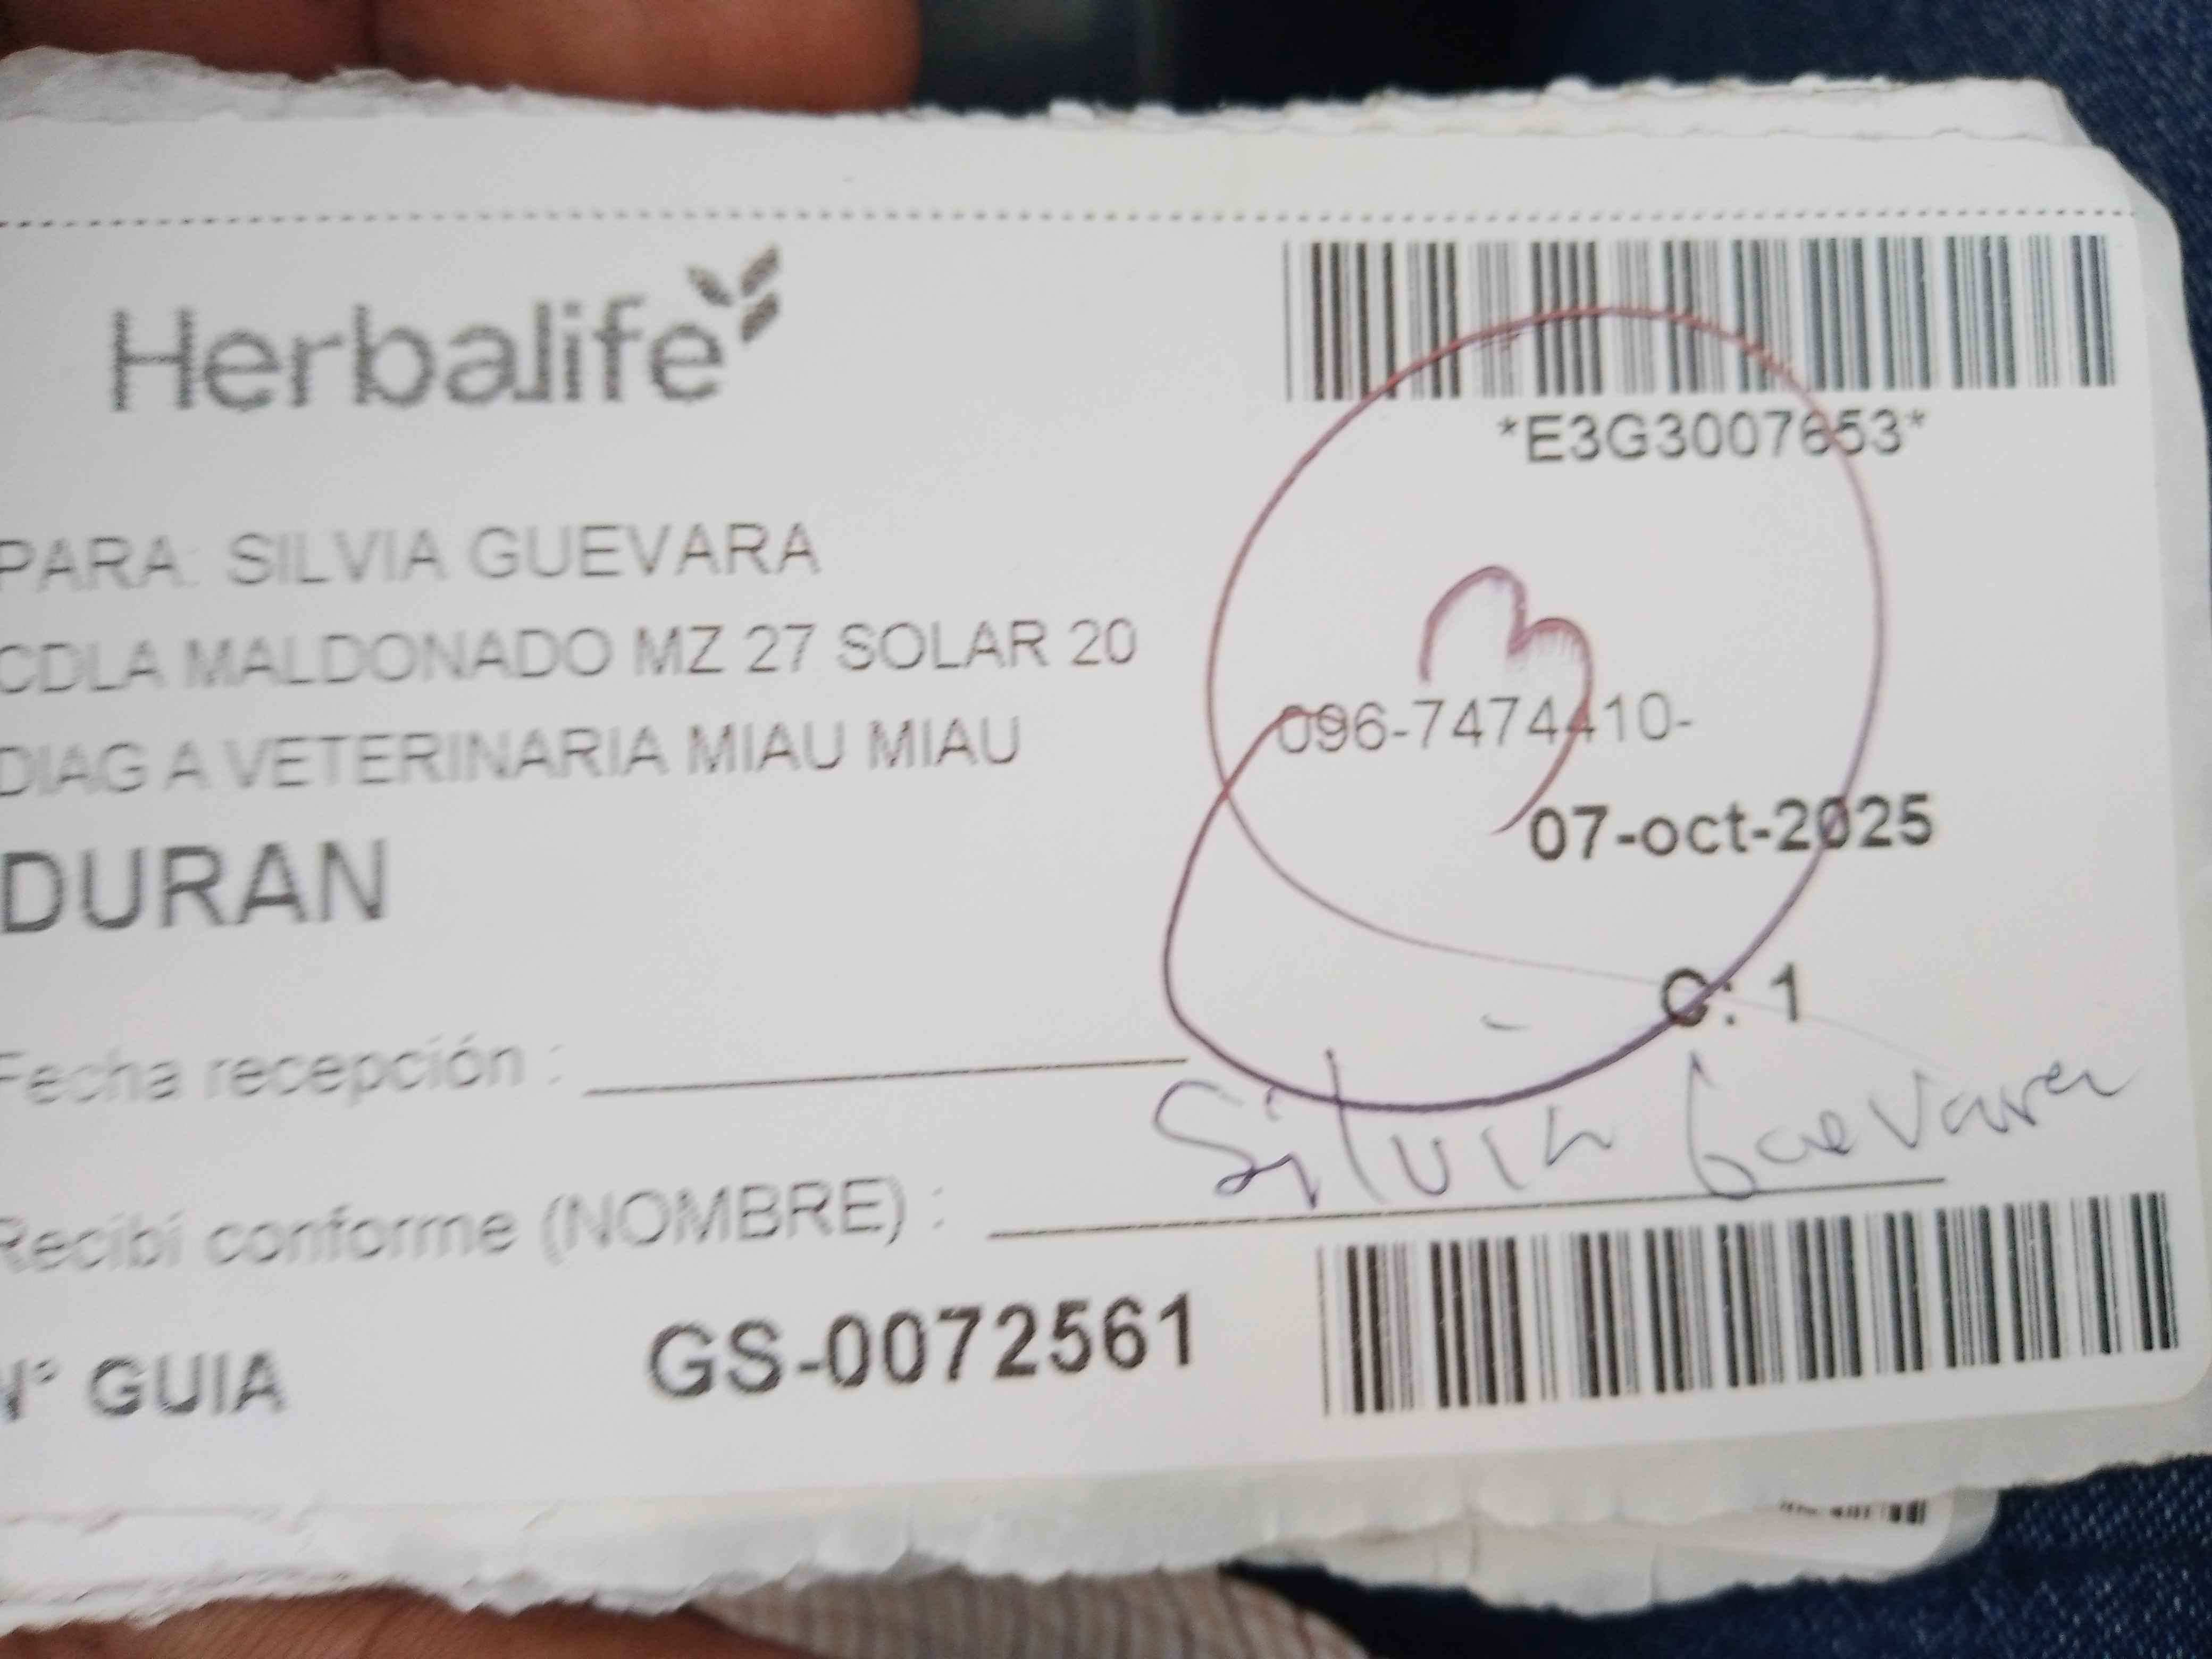 Herbalife
*E3G3007653*
PARA: SILVIA GUEVARA
CDLA MALDONADO MZ 27 SOLAR 20
DIAG A VETERINARIA MIAU MIAU
096-7474410-
07-oct-2025
DURAN
C: 1
Fecha recepción :
Recibí conforme (NOMBRE) : Silvia Guevara
N° GUIA GS-0072561